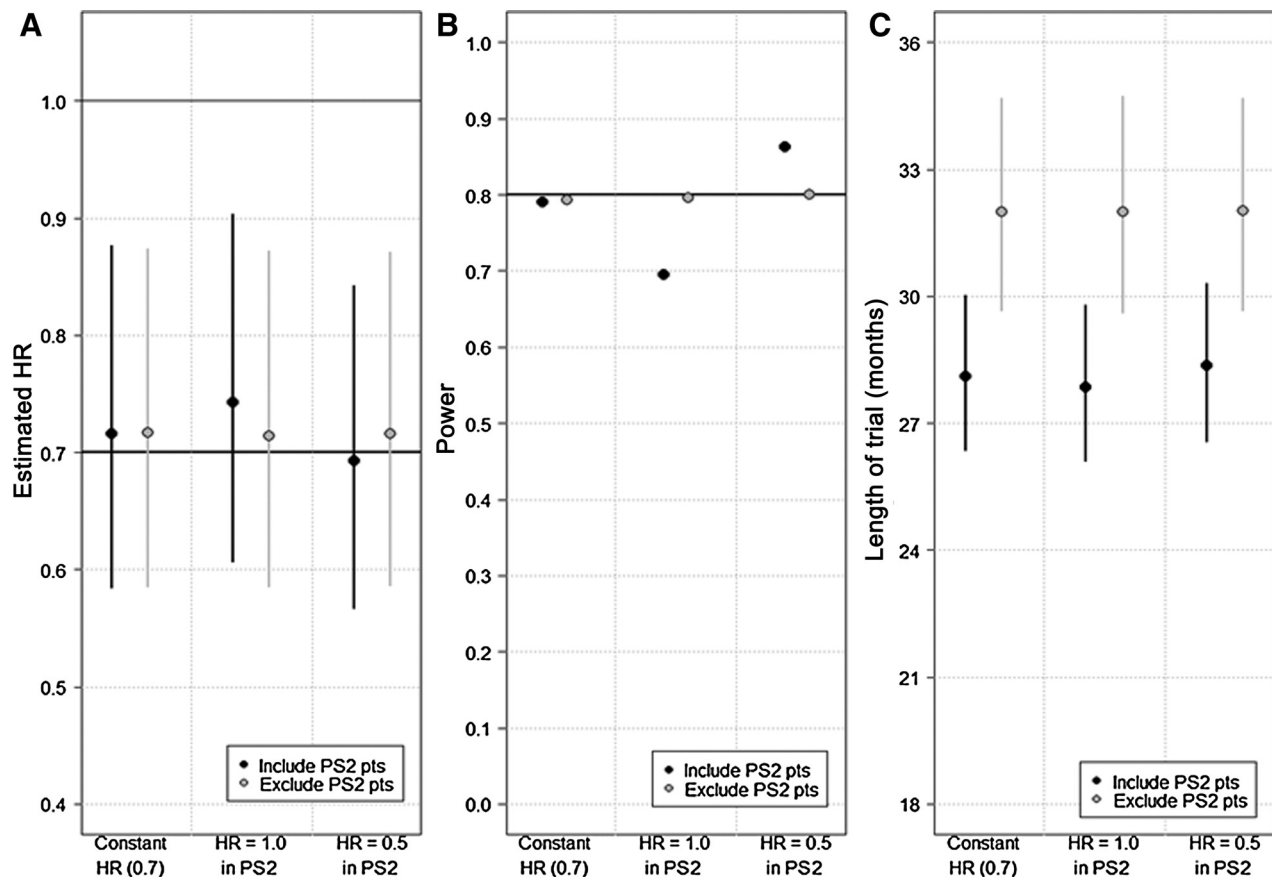 A
Estimated HR
1.0
0.9
0.8
0.7
0.6
0.5
0.4
Include PS2 pts
Exclude PS2 pts
Constant HR = 1.0 HR = 0.5
HR (0.7) in PS2 in PS2
B
Power
1.0
0.9
0.8
0.7
0.6
0.5
0.4
0.3
0.2
0.1
0.0
Include PS2 pts
Exclude PS2 pts
Constant HR = 1.0 HR = 0.5
HR (0.7) in PS2 in PS2
C
Length of trial (months)
36
33
30
27
24
21
18
Include PS2 pts
Exclude PS2 pts
Constant HR = 1.0 HR = 0.5
HR (0.7) in PS2 in PS2